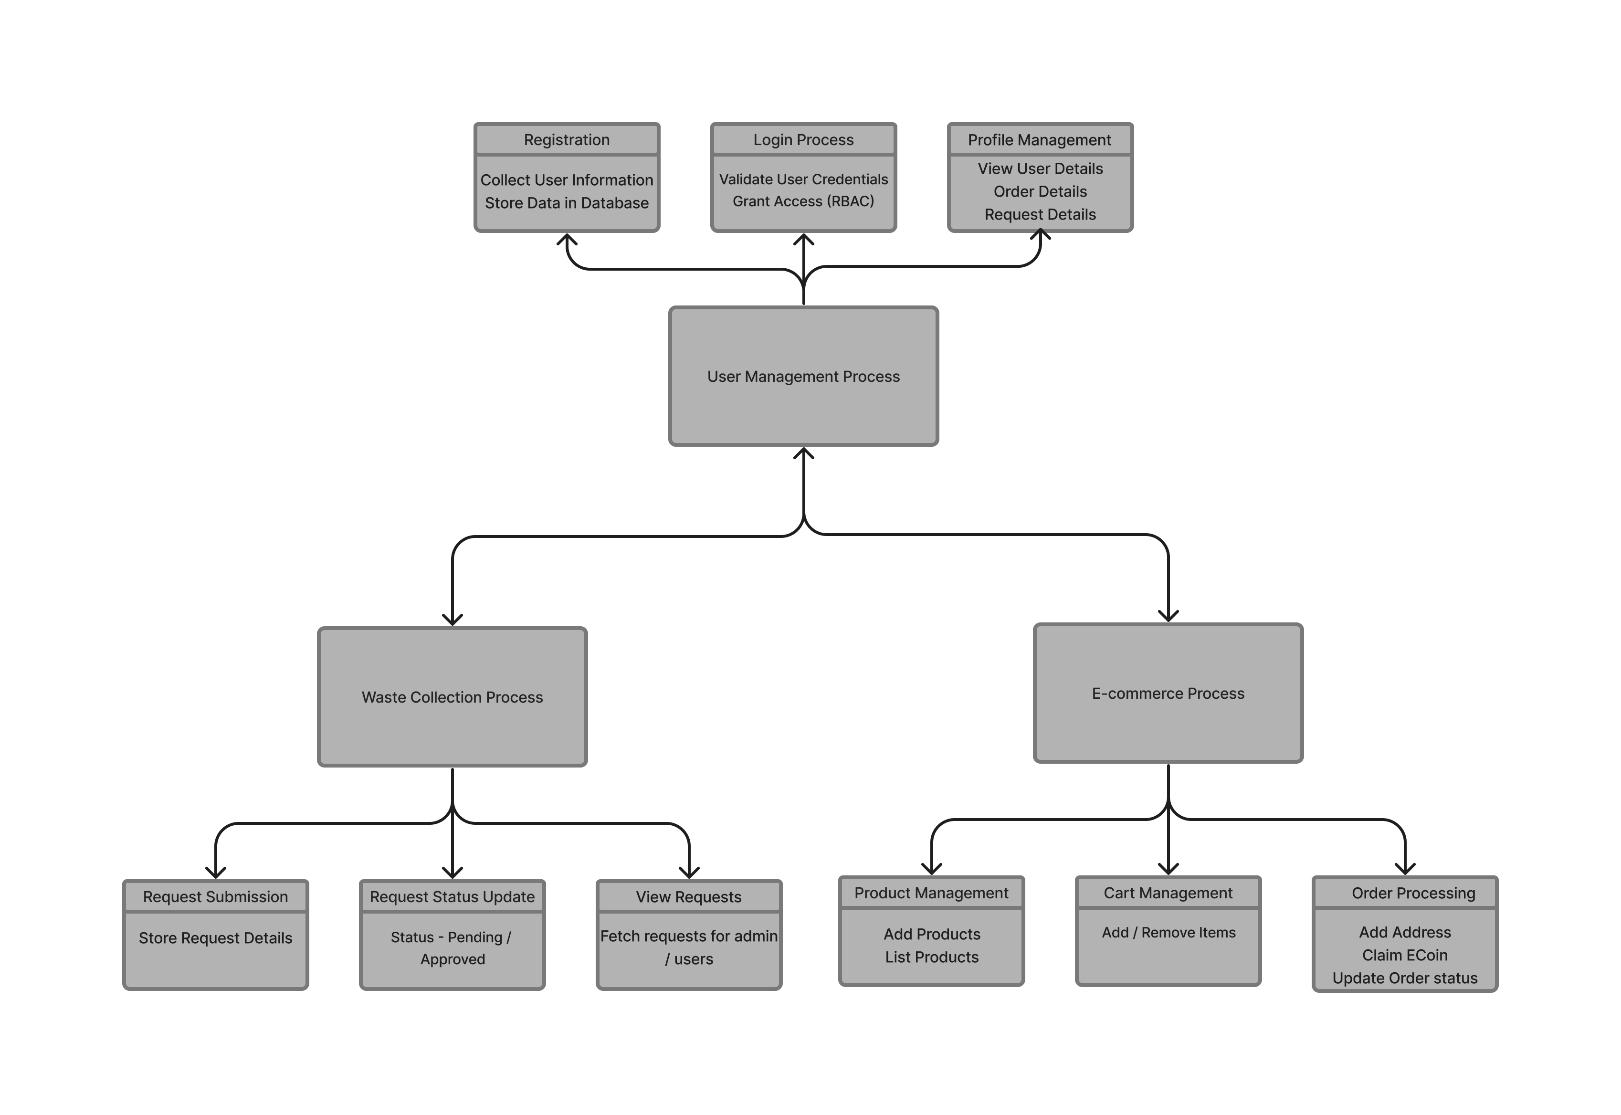 Registration
Collect User Information
Store Data in Database
Login Process
Validate User Credentials
Grant Access (RBAC)
Profile Management
View User Details
Order Details
Request Details
User Management Process
Waste Collection Process
E-commerce Process
Request Submission
Store Request Details
Request Status Update
Status - Pending /
Approved
View Requests
Fetch requests for admin
/ users
Product Management
Add Products
List Products
Cart Management
Add / Remove Items
Order Processing
Add Address
Claim ECoin
Update Order status